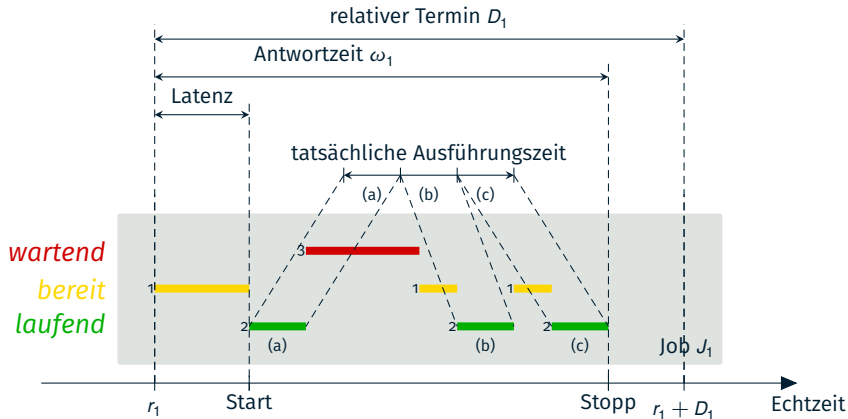 relativer Termin D₁
Antwortzeit ω₁
Latenz
tatsächliche Ausführungszeit
(a) (b) (c)
wartend 3
bereit 1 1 1
laufend 2 2 2
(a) (b) (c)
Job J₁
r₁ Start Stopp r₁ + D₁ Echtzeit